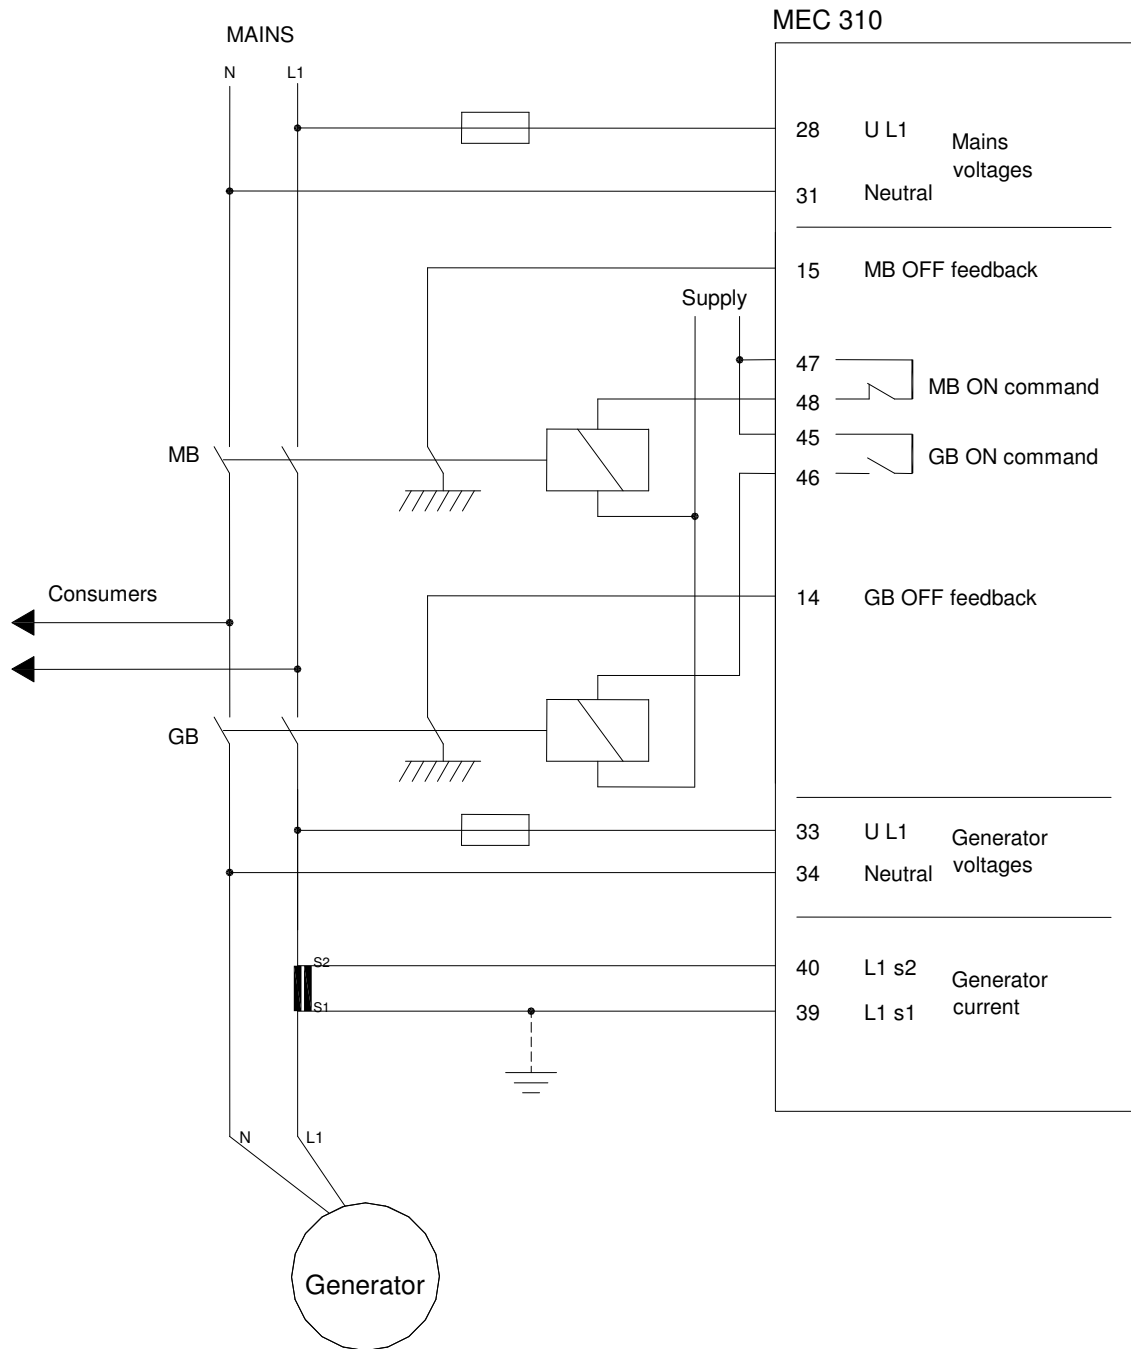 MEC 310
MAINS
N L1
28 U L1 Mains voltages
31 Neutral
15 MB OFF feedback
Supply
47
MB ON command
48
45
GB ON command
46
MB
Consumers
14 GB OFF feedback
GB
33 U L1 Generator voltages
34 Neutral
S2
40 L1 s2 Generator current
S1
39 L1 s1
N L1
Generator